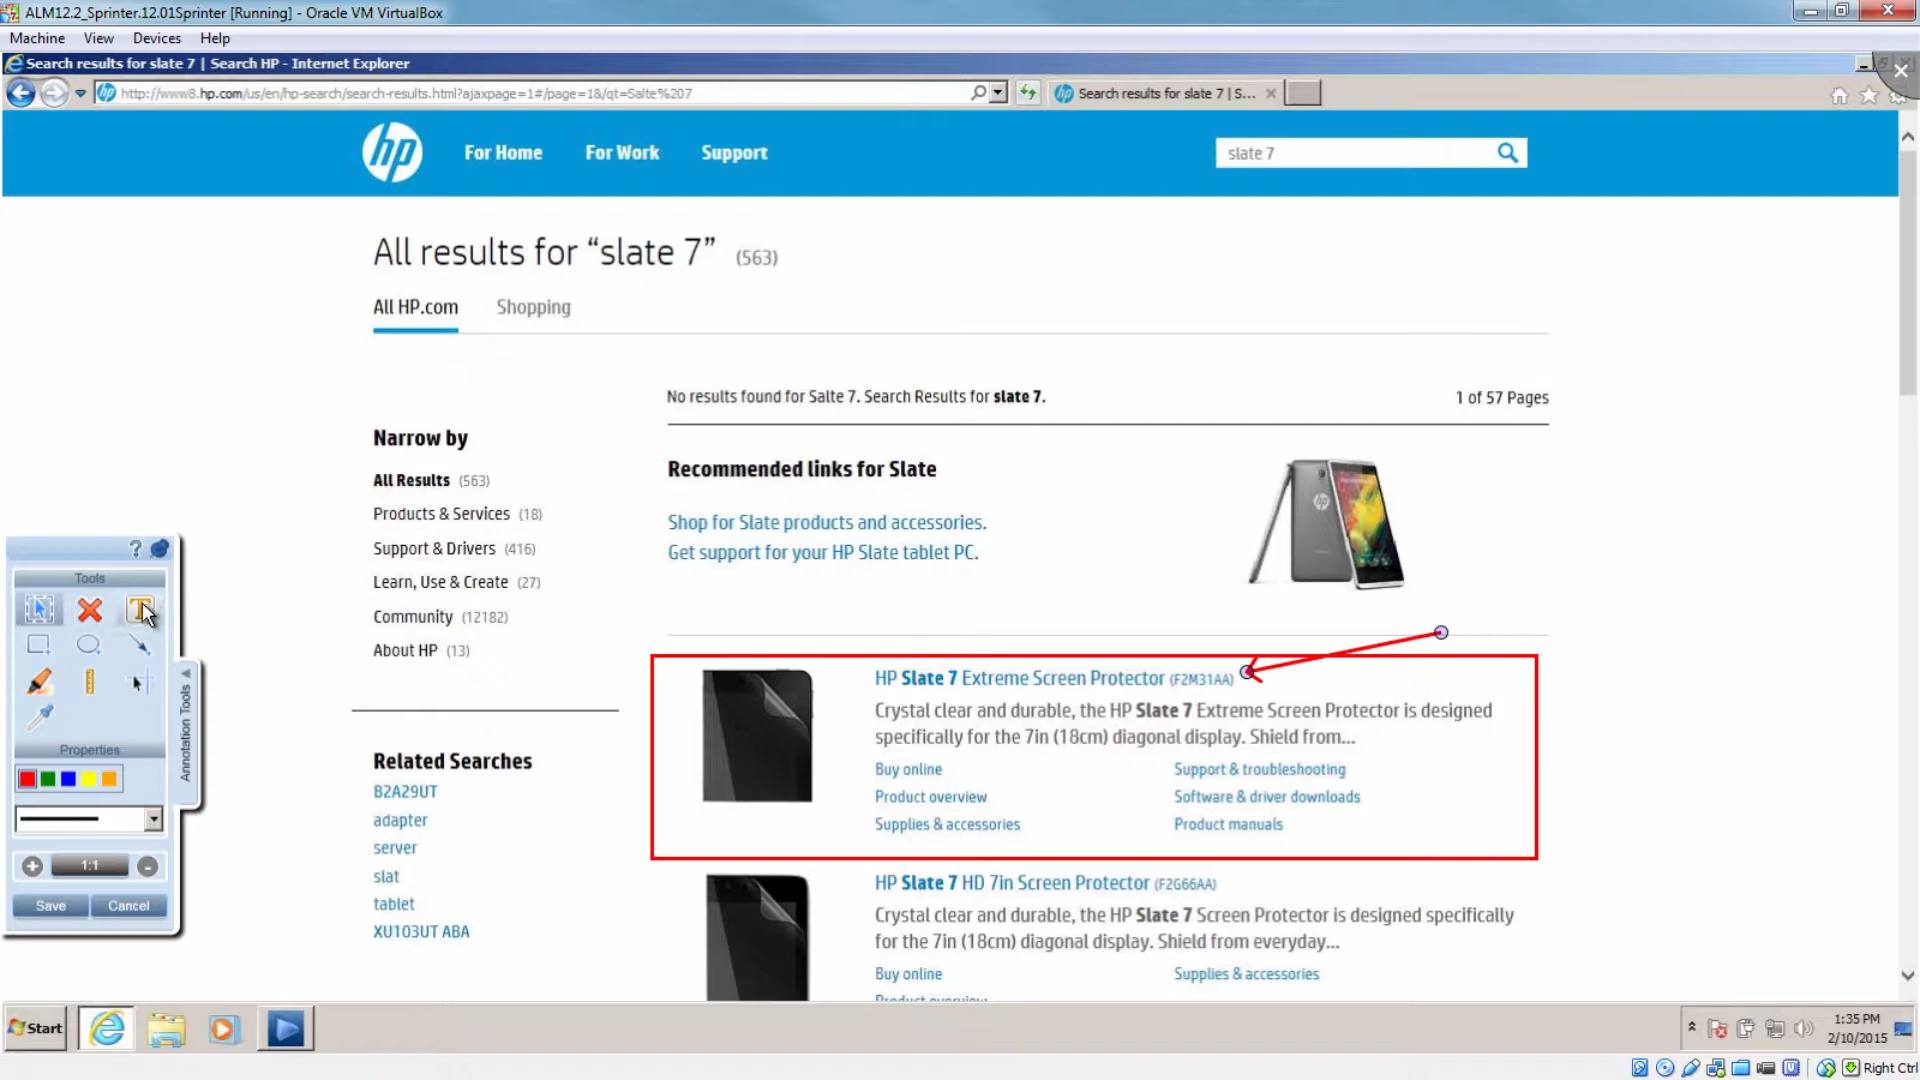 ALM12.2_Sprinter.12.01Sprinter [Running] - Oracle VM VirtualBox
Machine View Devices Help
Search results for slate 7 | Search HP - Internet Explorer
http://www8.hp.com/us/en/hp-search/search-results.html?ajaxpage=1#/page=1&/qt=Salte%207
Search results for slate 7 | S...
hp For Home For Work Support
slate 7
All results for “slate 7” (563)
All HP.com Shopping
No results found for Salte 7. Search Results for slate 7.
1 of 57 Pages
Narrow by
All Results (563)
Products & Services (18)
Support & Drivers (416)
Learn, Use & Create (27)
Community (12182)
About HP (13)
Recommended links for Slate
Shop for Slate products and accessories.
Get support for your HP Slate tablet PC.
Related Searches
B2A29UT
adapter
server
slat
tablet
XU103UT ABA
HP Slate 7 Extreme Screen Protector (F2M31AA)
Crystal clear and durable, the HP Slate 7 Extreme Screen Protector is designed
specifically for the 7in (18cm) diagonal display. Shield from...
Buy online Support & troubleshooting
Product overview Software & driver downloads
Supplies & accessories Product manuals
HP Slate 7 HD 7in Screen Protector (F2G66AA)
Crystal clear and durable, the HP Slate 7 Screen Protector is designed specifically
for the 7in (18cm) diagonal display. Shield from everyday...
Buy online Supplies & accessories
Product overview
?
Tools
T
Annotation Tools
Properties
1:1
Save Cancel
Start
1:35 PM
2/10/2015
Right Ctrl